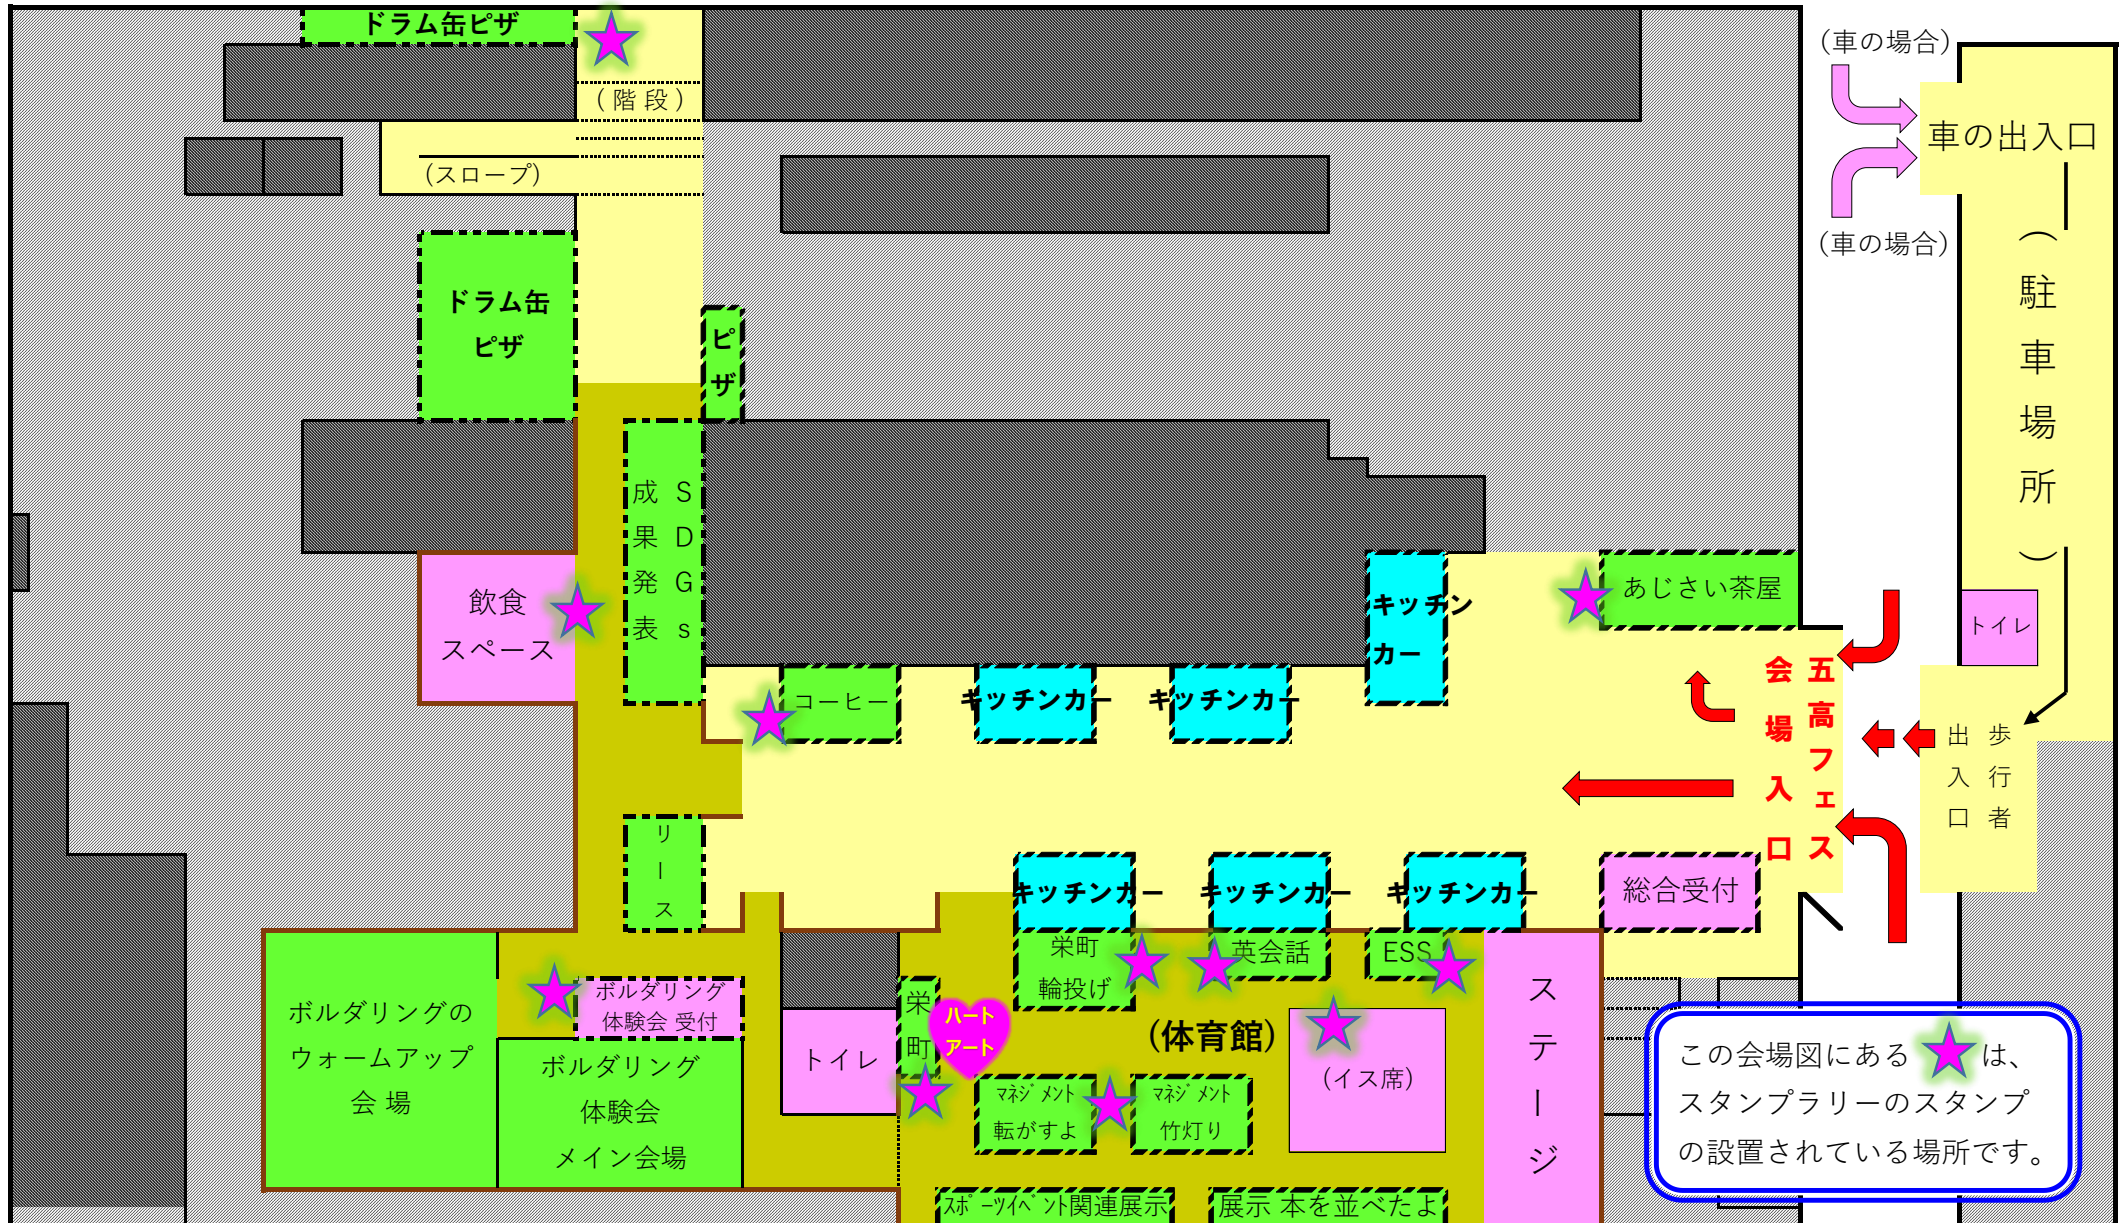 ドラム缶ピザ
(階段)
(スロープ)
(車の場合)
車の出入口
(車の場合)
(駐車場所)
ドラム缶
ピザ
ピザ
SDGs
成果発表
飲食
スペース
キッチン
カー
あじさい茶屋
トイレ
コーヒー
キッチンカー
キッチンカー
五高フェス
会場入口
歩行者
出入口
リース
キッチンカー
キッチンカー
キッチンカー
総合受付
栄町
輪投げ
英会話
ESS
ステージ
ボルダリングの
ウォームアップ
会場
ボルダリング
体験会 受付
ボルダリング
体験会
メイン会場
トイレ
栄町
ハート
アート
(体育館)
(イス席)
マネジメント
転がすよ
マネジメント
竹灯り
スポーツイベント関連展示
展示 本を並べたよ
この会場図にある★は、
スタンプラリーのスタンプ
の設置されている場所です。